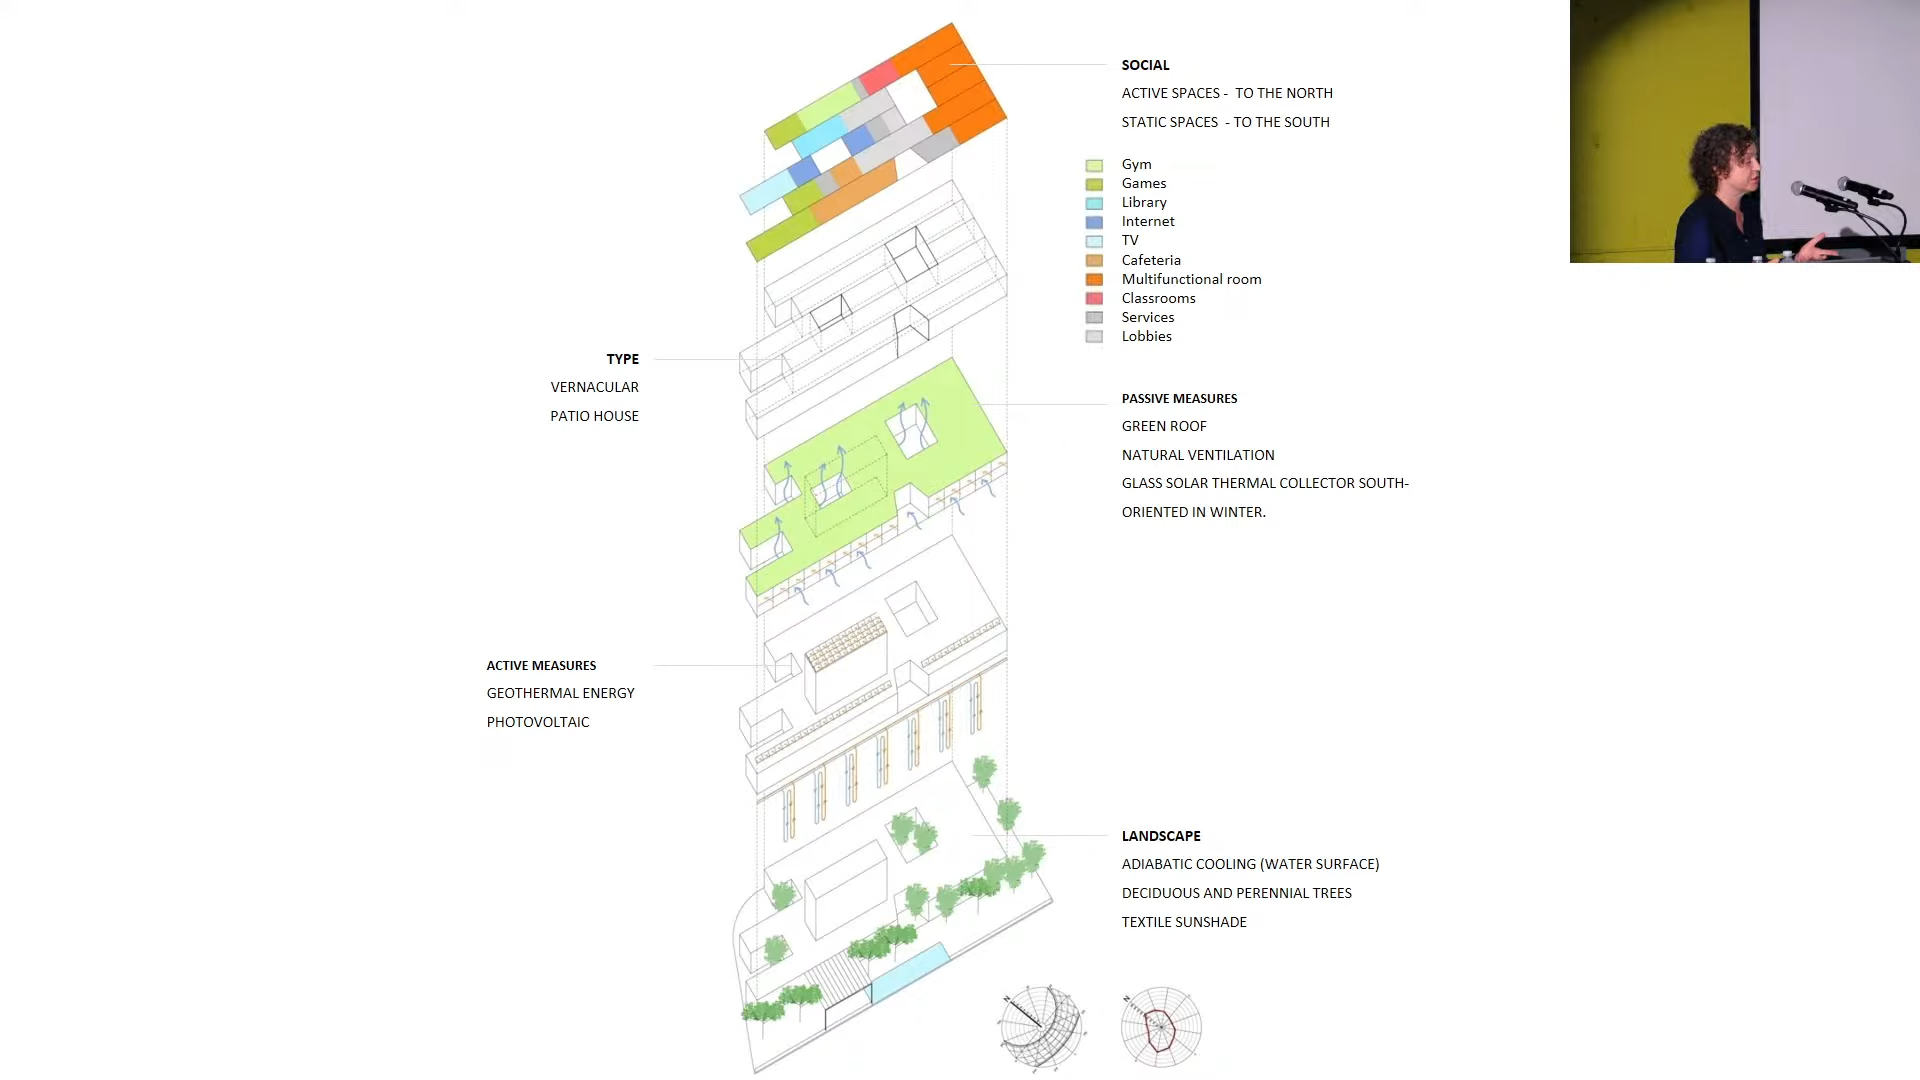 SOCIAL
ACTIVE SPACES - TO THE NORTH
STATIC SPACES - TO THE SOUTH
Gym
Games
Library
Internet
TV
Cafeteria
Multifunctional room
Classrooms
Services
Lobbies
TYPE
VERNACULAR
PATIO HOUSE
PASSIVE MEASURES
GREEN ROOF
NATURAL VENTILATION
GLASS SOLAR THERMAL COLLECTOR SOUTH-
ORIENTED IN WINTER.
ACTIVE MEASURES
GEOTHERMAL ENERGY
PHOTOVOLTAIC
LANDSCAPE
ADIABATIC COOLING (WATER SURFACE)
DECIDUOUS AND PERENNIAL TREES
TEXTILE SUNSHADE
N
N